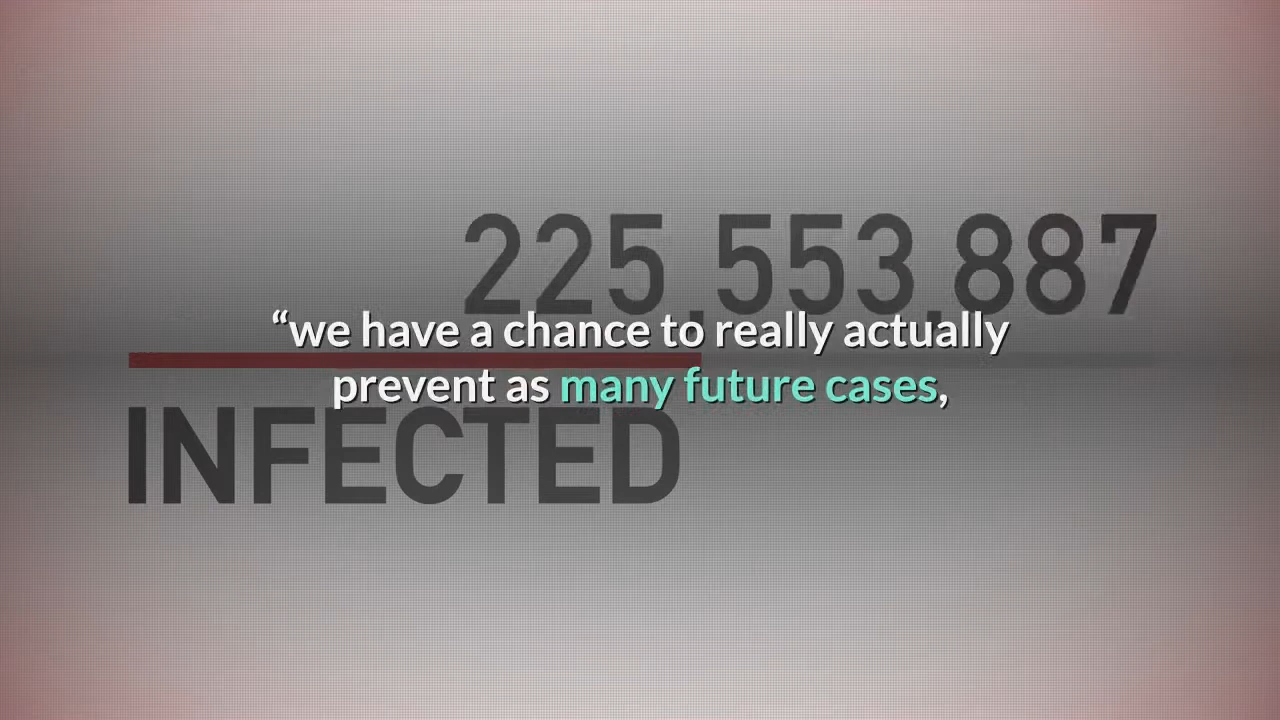 225,553,887
“we have a chance to really actually
prevent as many future cases,
INFECTED